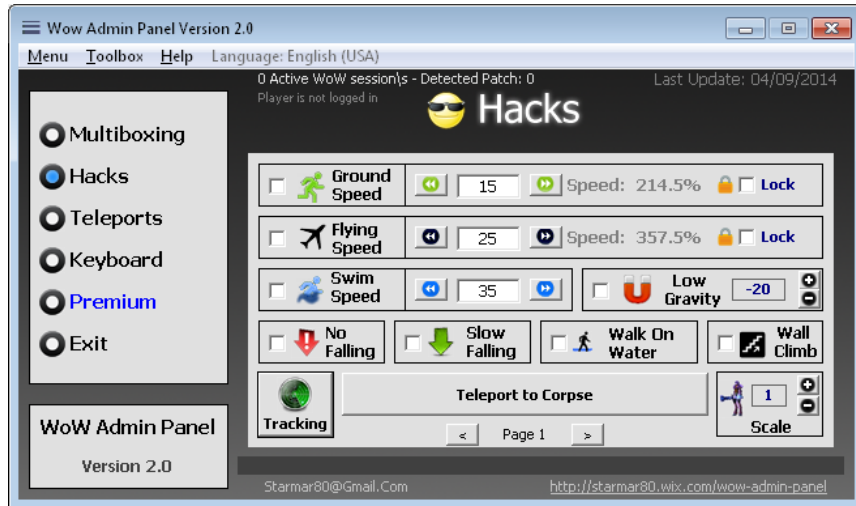 Wow Admin Panel Version 2.0
Menu Toolbox Help Language: English (USA)
0 Active WoW session\s - Detected Patch: 0
Last Update: 04/09/2014
Player is not logged in
Hacks
Multiboxing
Hacks
Teleports
Keyboard
Premium
Exit
WoW Admin Panel
Version 2.0
Ground Speed
15
Speed: 214.5%
Lock
Flying Speed
25
Speed: 357.5%
Lock
Swim Speed
35
Low Gravity
-20
No Falling
Slow Falling
Walk On Water
Wall Climb
Tracking
Teleport to Corpse
< Page 1 >
1
Scale
Starmar80@Gmail.Com
http://starmar80.wix.com/wow-admin-panel